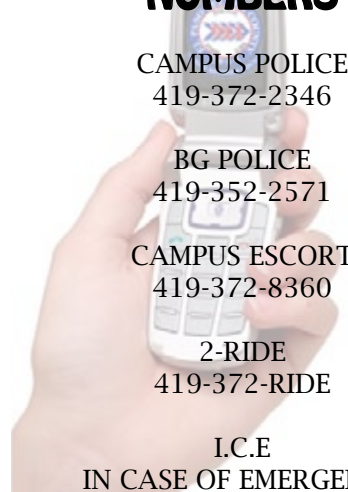 NUMBERS
CAMPUS POLICE
419-372-2346
BG POLICE
419-352-2571
CAMPUS ESCORT
419-372-8360
2-RIDE
419-372-RIDE
I.C.E
IN CASE OF EMERGE